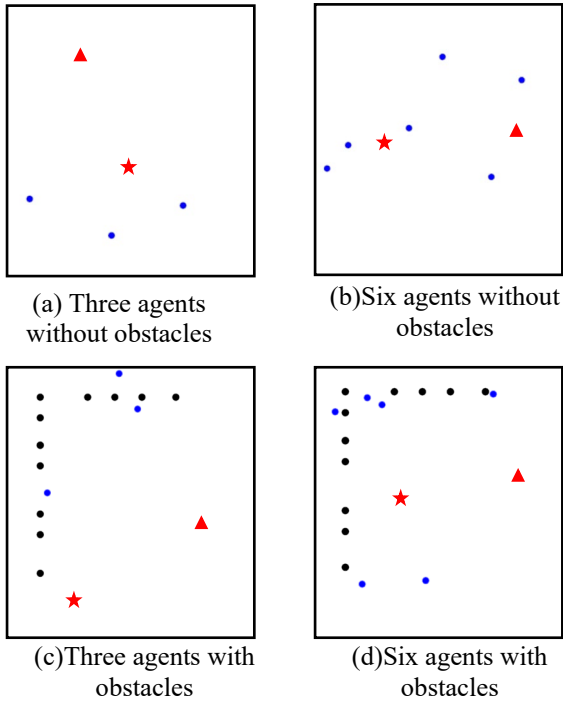 (a) Three agents
without obstacles
(b)Six agents without
obstacles
(c)Three agents with
obstacles
(d)Six agents with
obstacles